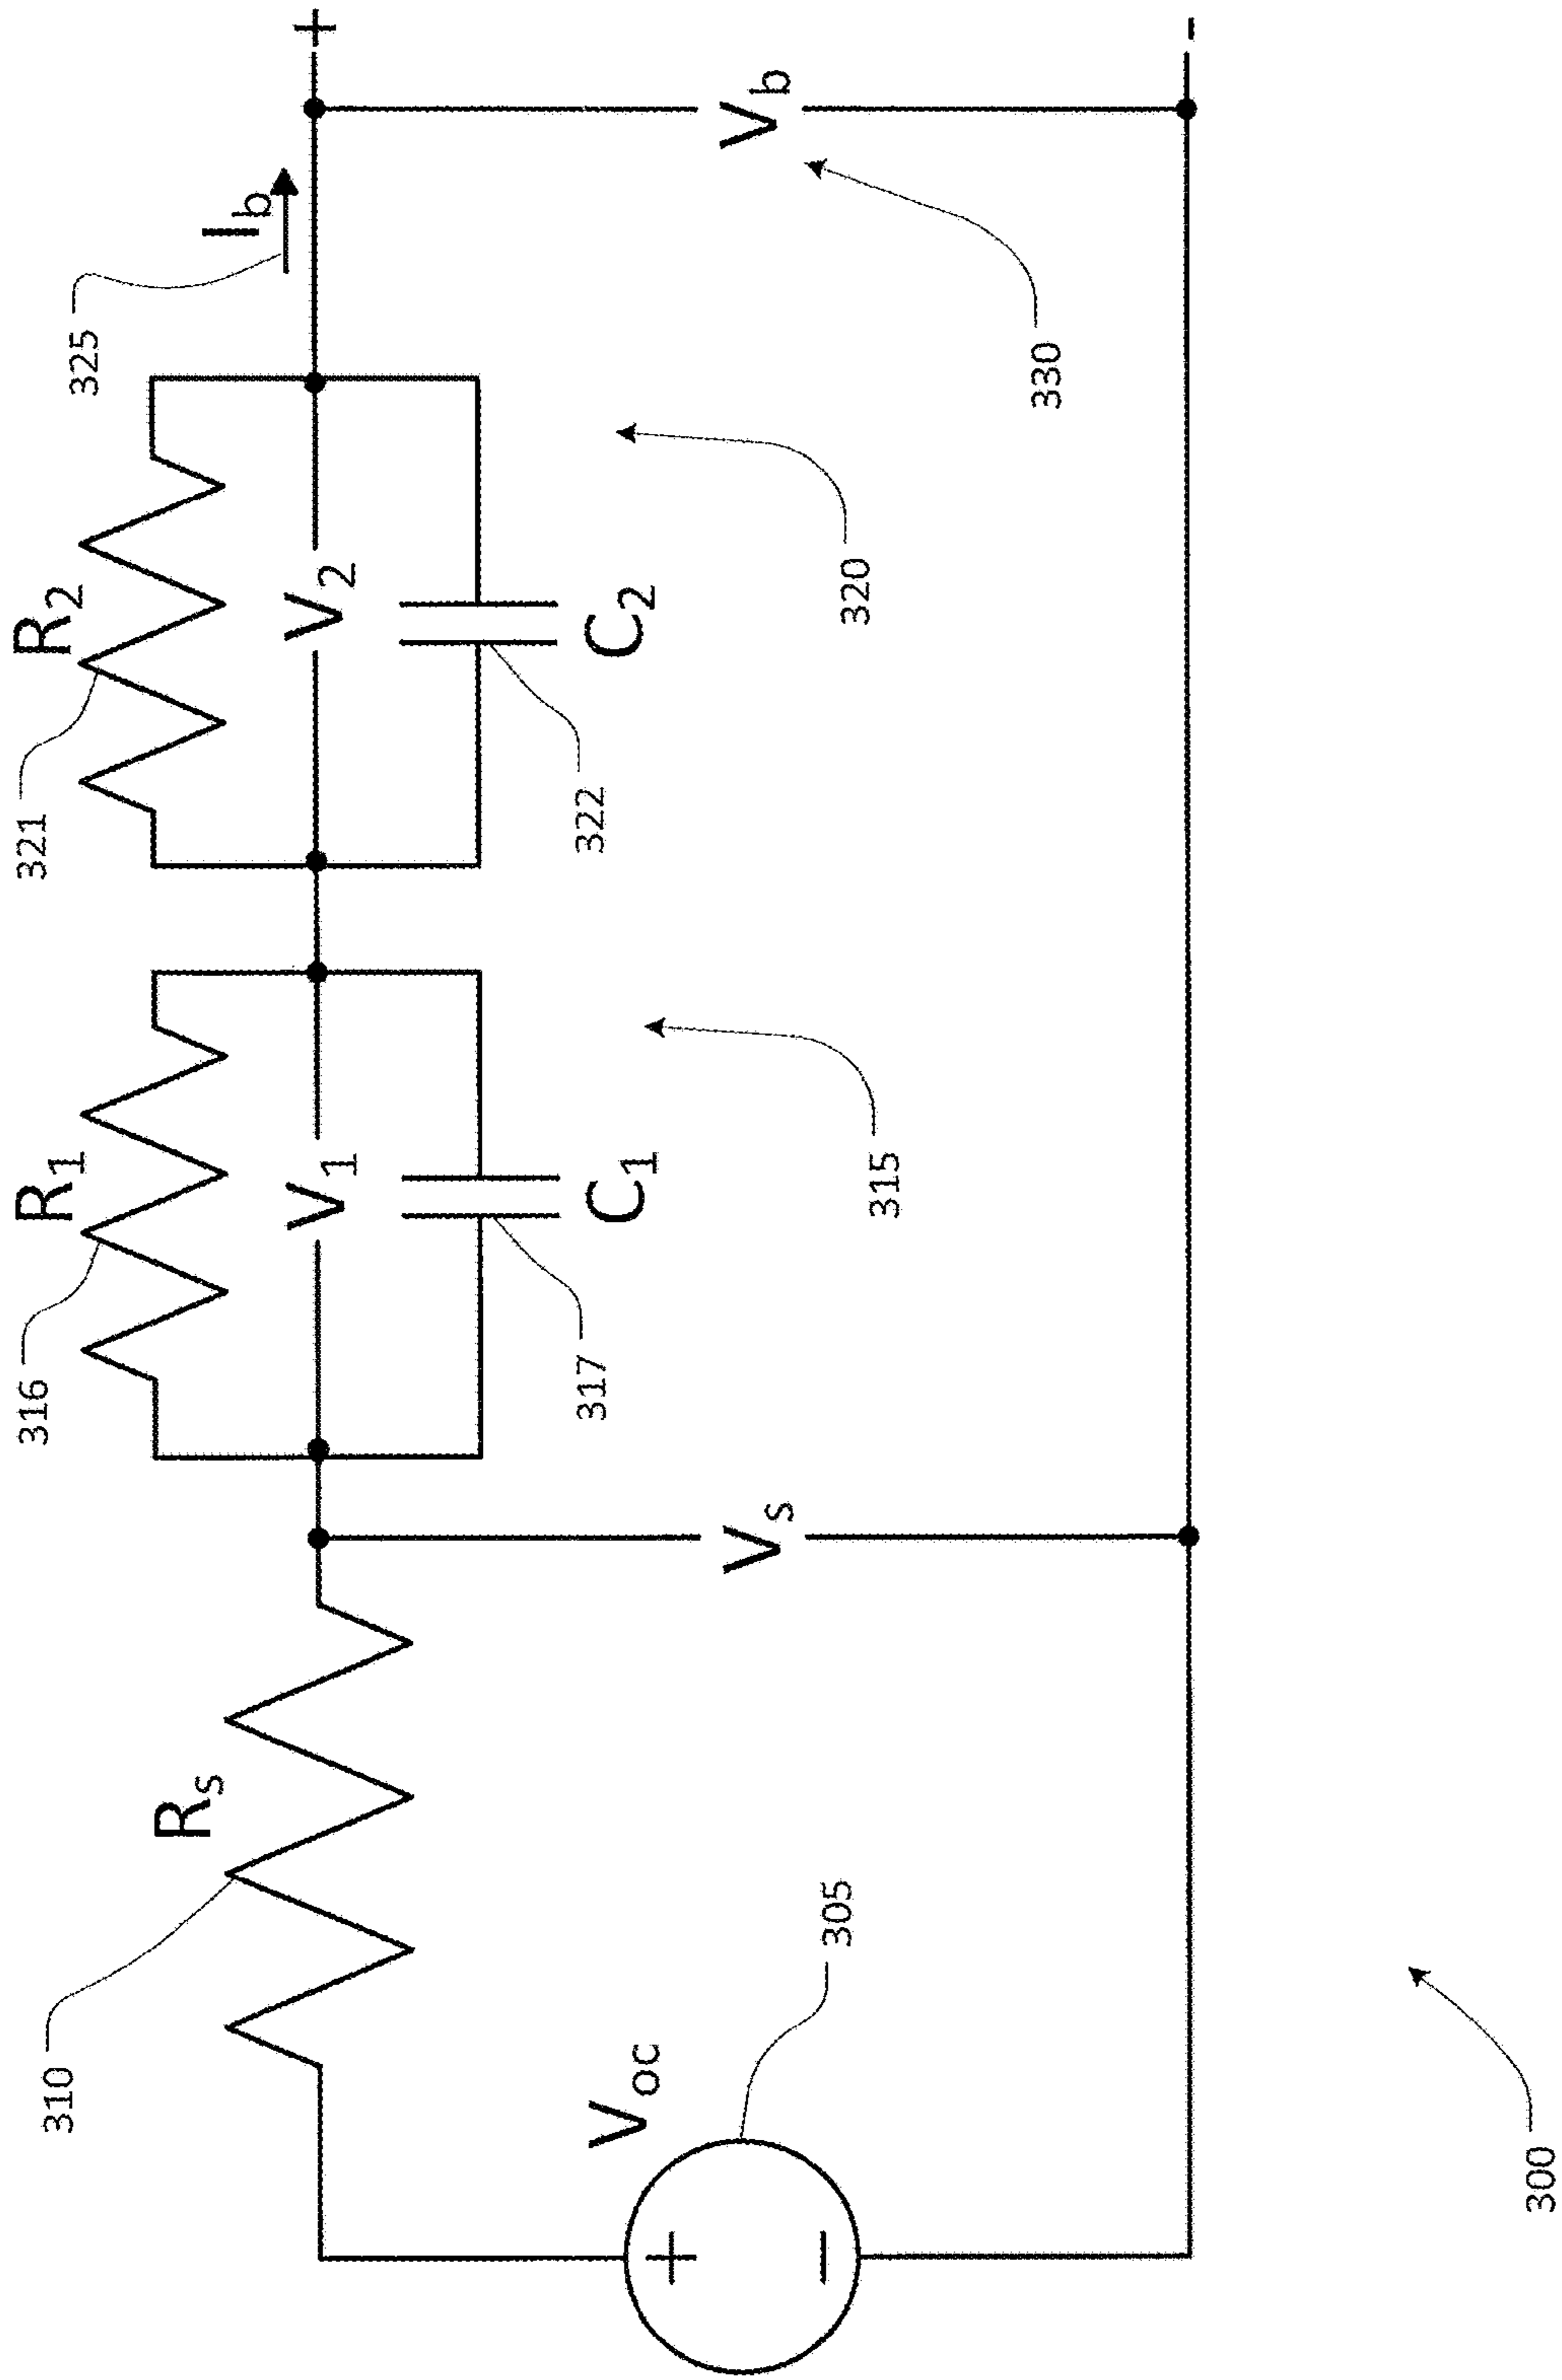 310
R_s
316
R_1
321
R_2
325
I_b
+
V_1
V_2
317
C_1
322
C_2
V_oc
+
−
305
V_s
315
320
V_b
330
-
300